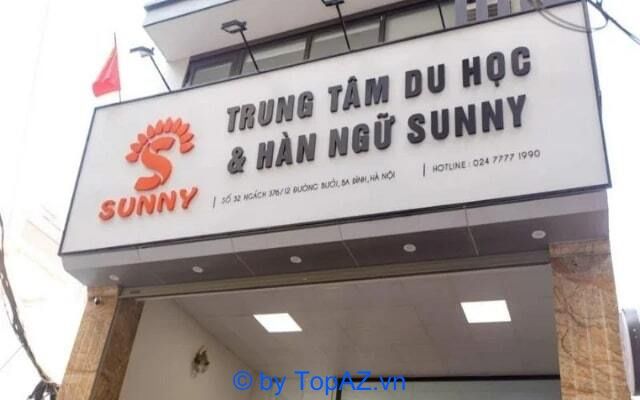 TRUNG TÂM DU HỌC
& HÀN NGỮ SUNNY
SUNNY
SỐ 32, NGÁCH 376/12 ĐƯỜNG BƯỞI, BA ĐÌNH, HÀ NỘI
HOTLINE : 024 7777 1990
© by TopAZ.vn